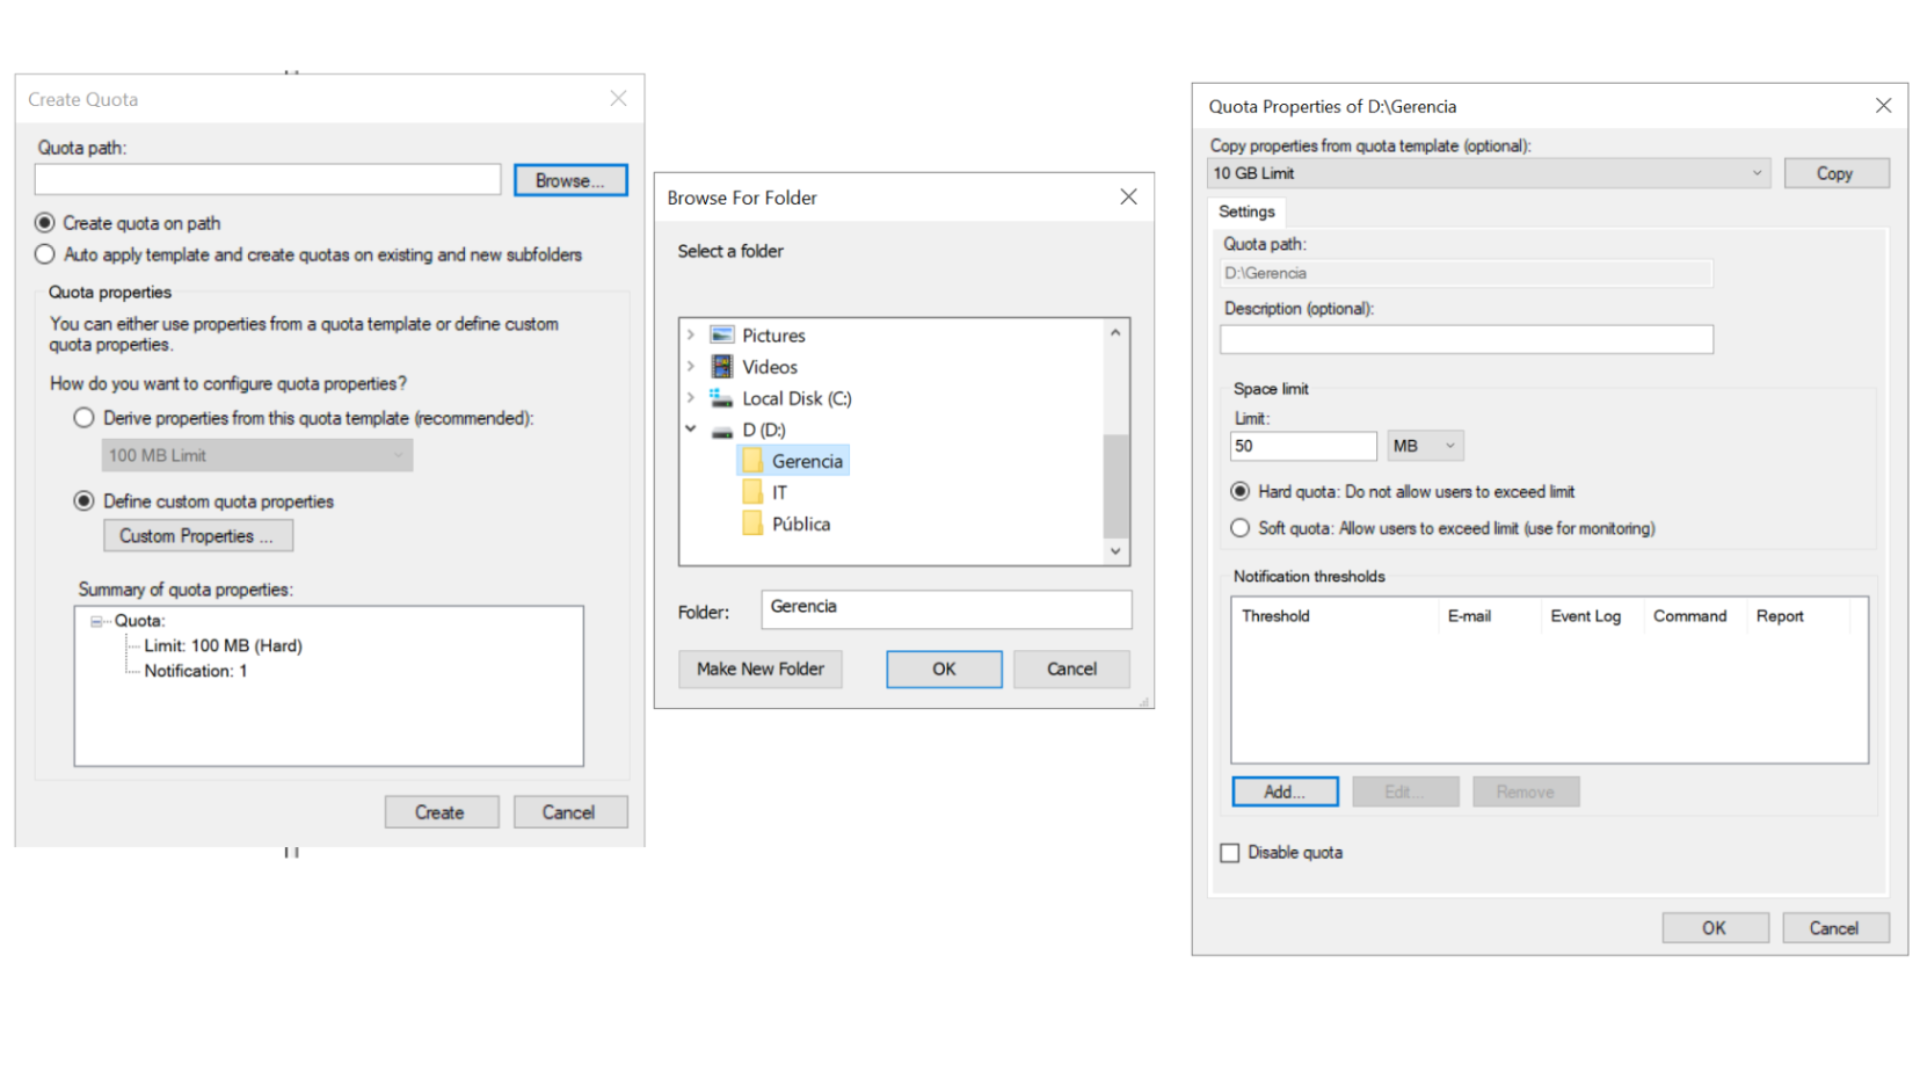 Create Quota
Quota path:
Browse...
Create quota on path
Auto apply template and create quotas on existing and new subfolders
Quota properties
You can either use properties from a quota template or define custom
quota properties.
How do you want to configure quota properties?
Derive properties from this quota template (recommended):
100 MB Limit
Define custom quota properties
Custom Properties ...
Summary of quota properties:
Quota:
Limit: 100 MB (Hard)
Notification: 1
Create Cancel
Browse For Folder
Select a folder
Pictures
Videos
Local Disk (C:)
D (D:)
Gerencia
IT
Pública
Folder: Gerencia
Make New Folder OK Cancel
Quota Properties of D:\Gerencia
Copy properties from quota template (optional):
10 GB Limit Copy
Settings
Quota path:
D:\Gerencia
Description (optional):
Space limit
Limit:
50 MB
Hard quota: Do not allow users to exceed limit
Soft quota: Allow users to exceed limit (use for monitoring)
Notification thresholds
Threshold E-mail Event Log Command Report
Add... Edit... Remove
Disable quota
OK Cancel